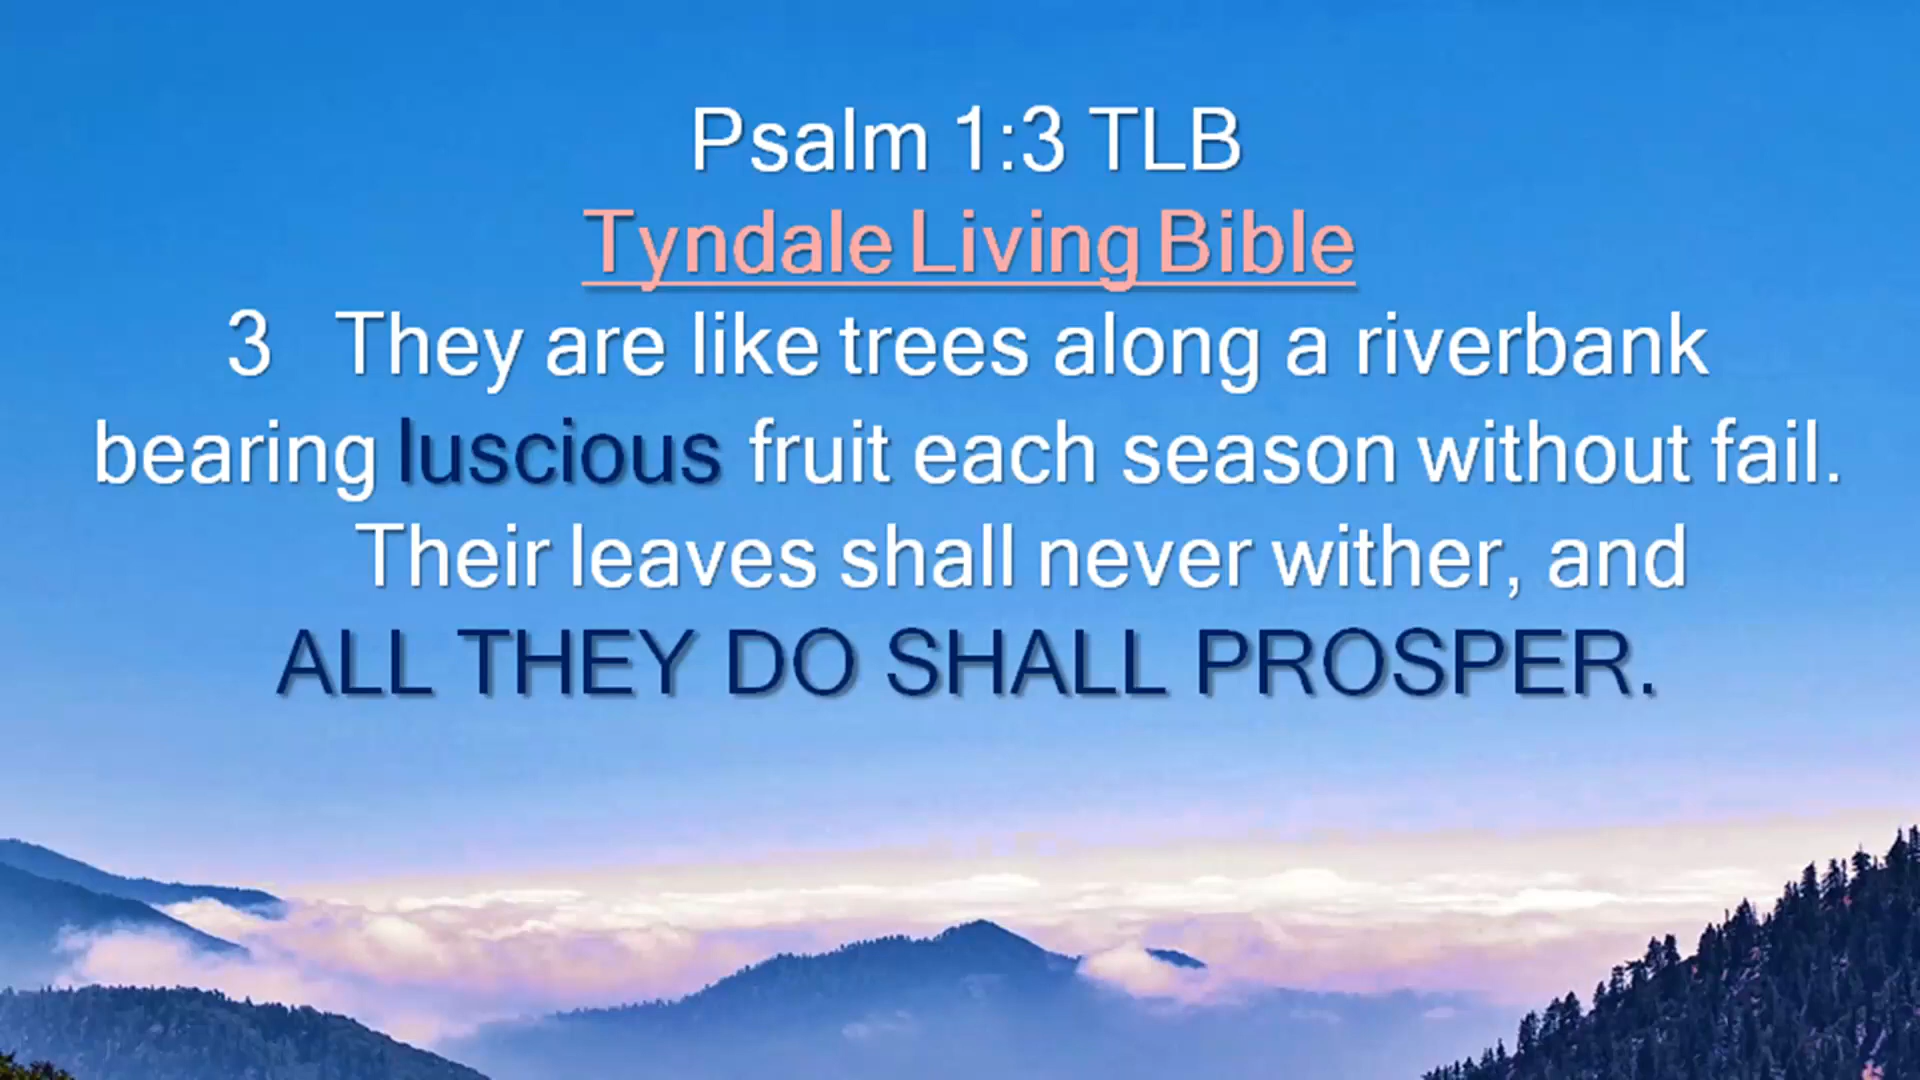 Psalm 1:3 TLB
Tyndale Living Bible
3 They are like trees along a riverbank
bearing luscious fruit each season without fail.
Their leaves shall never wither, and
ALL THEY DO SHALL PROSPER.